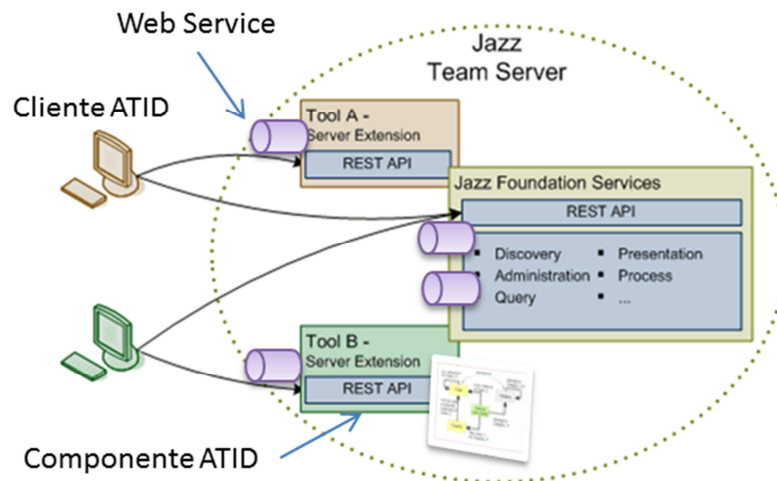 Web Service
Jazz
Team Server
Cliente ATID
Tool A -
Server Extension
REST API
Jazz Foundation Services
REST API
▪ Discovery
▪ Presentation
▪ Administration
▪ Process
▪ Query
▪ ...
Tool B -
Server Extension
REST API
Componente ATID